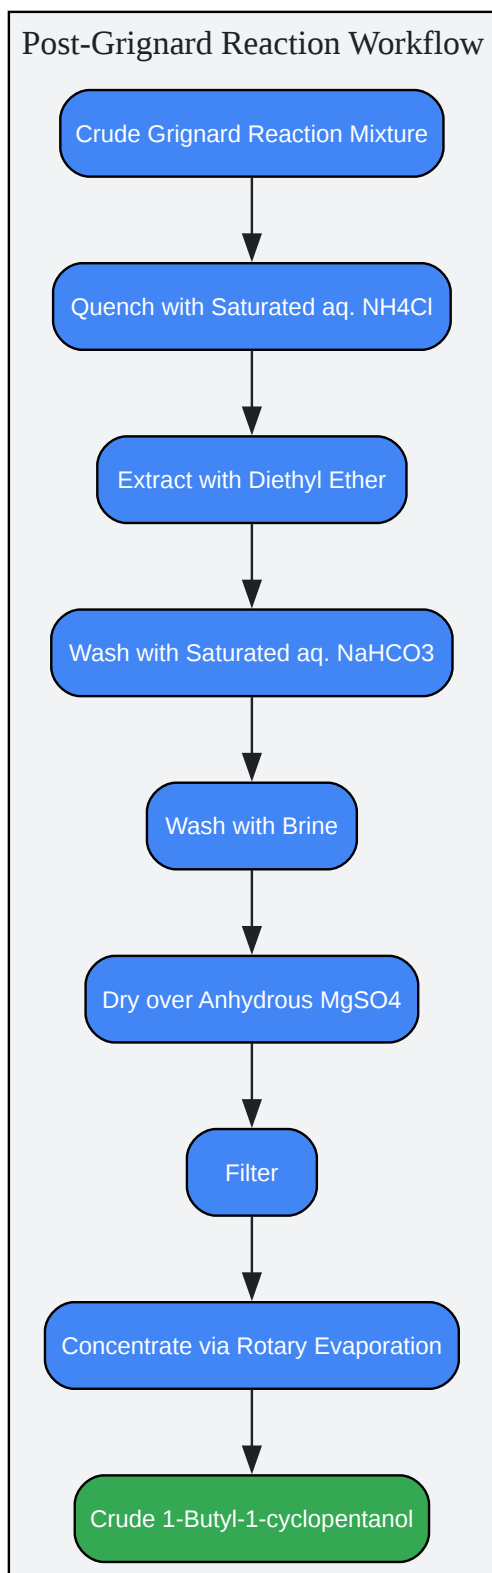 Post-Grignard Reaction Workflow
Crude Grignard Reaction Mixture
Quench with Saturated aq. NH4Cl
Extract with Diethyl Ether
Wash with Saturated aq. NaHCO3
Wash with Brine
Dry over Anhydrous MgSO4
Filter
Concentrate via Rotary Evaporation
Crude 1-Butyl-1-cyclopentanol